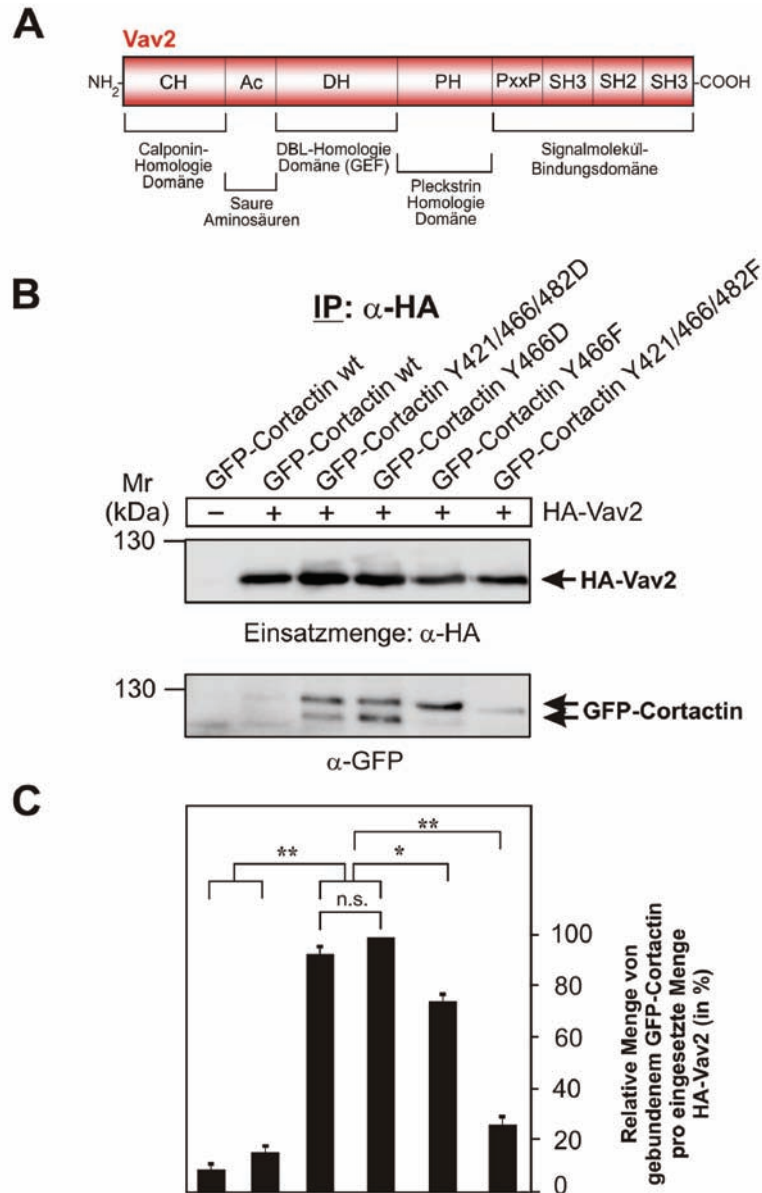 A
Vav2
NH2- CH Ac DH PH PxxP SH3 SH2 SH3 -COOH
Calponin-
Homologie
Domäne
Saure
Aminosäuren
DBL-Homologie
Domäne (GEF)
Pleckstrin
Homologie
Domäne
Signalmolekül-
Bindungsdomäne
B
IP: α-HA
GFP-Cortactin wt
GFP-Cortactin wt
GFP-Cortactin Y421/466/482D
GFP-Cortactin Y466D
GFP-Cortactin Y466F
GFP-Cortactin Y421/466/482F
Mr
(kDa)
− + + + + + HA-Vav2
130
HA-Vav2
Einsatzmenge: α-HA
130
GFP-Cortactin
α-GFP
C
**
**
*
n.s.
100
80
60
40
20
0
Relative Menge von
gebundenem GFP-Cortactin
pro eingesetzte Menge
HA-Vav2 (in %)